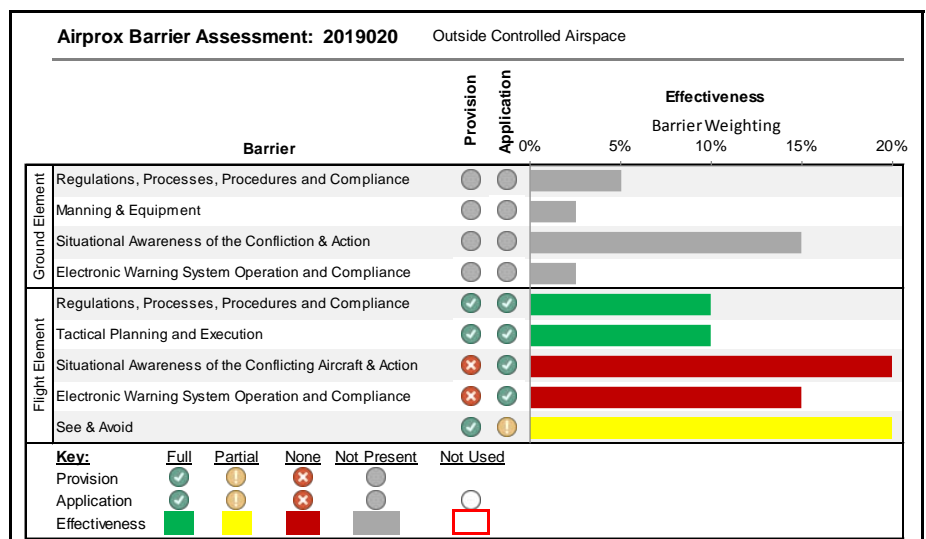 Airprox Barrier Assessment: 2019020 Outside Controlled Airspace
Barrier Provision Application Effectiveness
Barrier Weighting
0% 5% 10% 15% 20%
Ground Element
Regulations, Processes, Procedures and Compliance
Manning & Equipment
Situational Awareness of the Confliction & Action
Electronic Warning System Operation and Compliance
Flight Element
Regulations, Processes, Procedures and Compliance
Tactical Planning and Execution
Situational Awareness of the Conflicting Aircraft & Action
Electronic Warning System Operation and Compliance
See & Avoid
Key: Full Partial None Not Present Not Used
Provision
Application
Effectiveness